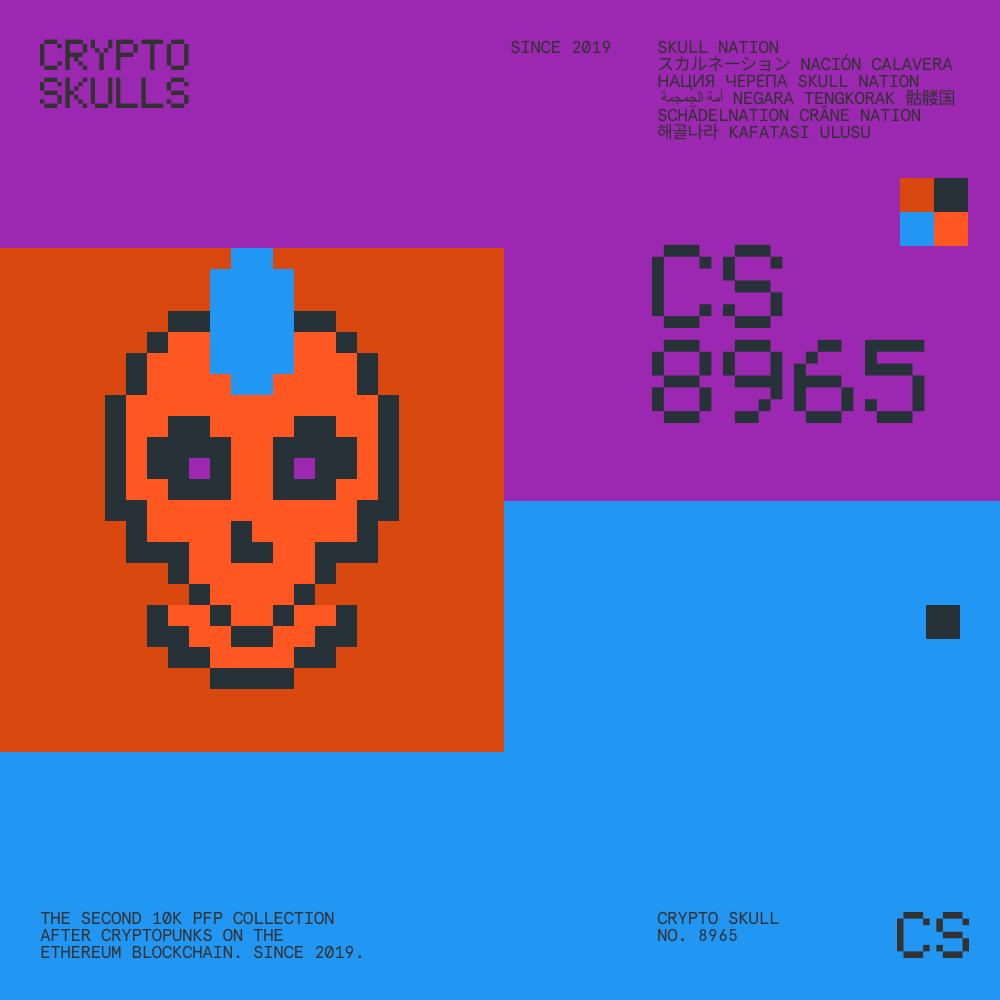 CRYPTO
SKULLS
SINCE 2019
SKULL NATION
スカルネーション NACIÓN CALAVERA
НАЦИЯ ЧЕРЕПА SKULL NATION
أمة الجمجمة NEGARA TENGKORAK 骷髅国
SCHÄDELNATION CRÂNE NATION
해골나라 KAFATASI ULUSU
CS
8965
THE SECOND 10K PFP COLLECTION
AFTER CRYPTOPUNKS ON THE
ETHEREUM BLOCKCHAIN. SINCE 2019.
CRYPTO SKULL
NO. 8965
CS